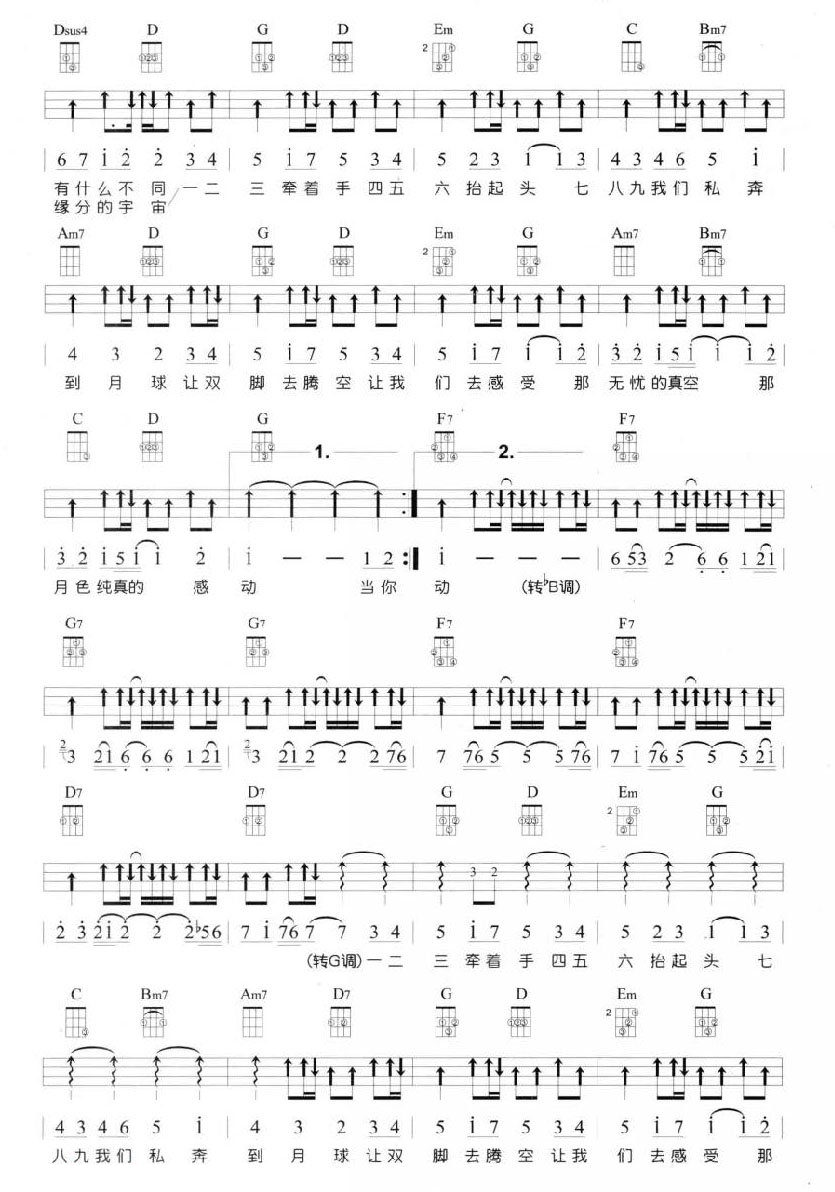 Dsus4 D G D Em G C Bm7
2
6 7 1 2 2 3 4 5 1 7 5 3 4 5 2 3 1 1 1 3 4 3 4 6 5 1
有什么不同一二 三牵着手四五 六抬起头 七 八九我们私奔
缘分的宇宙
Am7 D G D Em G Am7 Bm7
2
4 3 2 3 4 5 1 7 5 3 4 5 1 7 1 1 2 3 2 1 5 1 1 1 2
到月球让双 脚去腾空让我 们去感受那 无忧的真空 那
C D G F7 F7
1. 2.
3 2 1 5 1 1 2 1 — — 1 2 1 — — — 6 5 3 2 6 6 1 2 1
月色纯真的 感 动 当你 动 (转♭B调)
G7 G7 F7 F7
2 3 2 1 6 6 6 1 2 1 2 3 2 1 2 2 2 7 6 7 7 6 5 5 5 7 6 7 1 7 6 5 5 5 2 1
D7 D7 G D Em G
2
3 2
2 3 2 1 2 2 2 ♭5 6 7 1 7 6 7 7 3 4 5 1 7 5 3 4 5 2 3 1 1 3
(转G调)一二 三牵着手四五 六抬起头 七
C Bm7 Am7 D7 G D Em G
2
4 3 4 6 5 1 4 3 2 3 4 5 1 7 5 3 4 5 1 7 1 1 2
八九我们私奔 到月球让双 脚去腾空让我 们去感受那